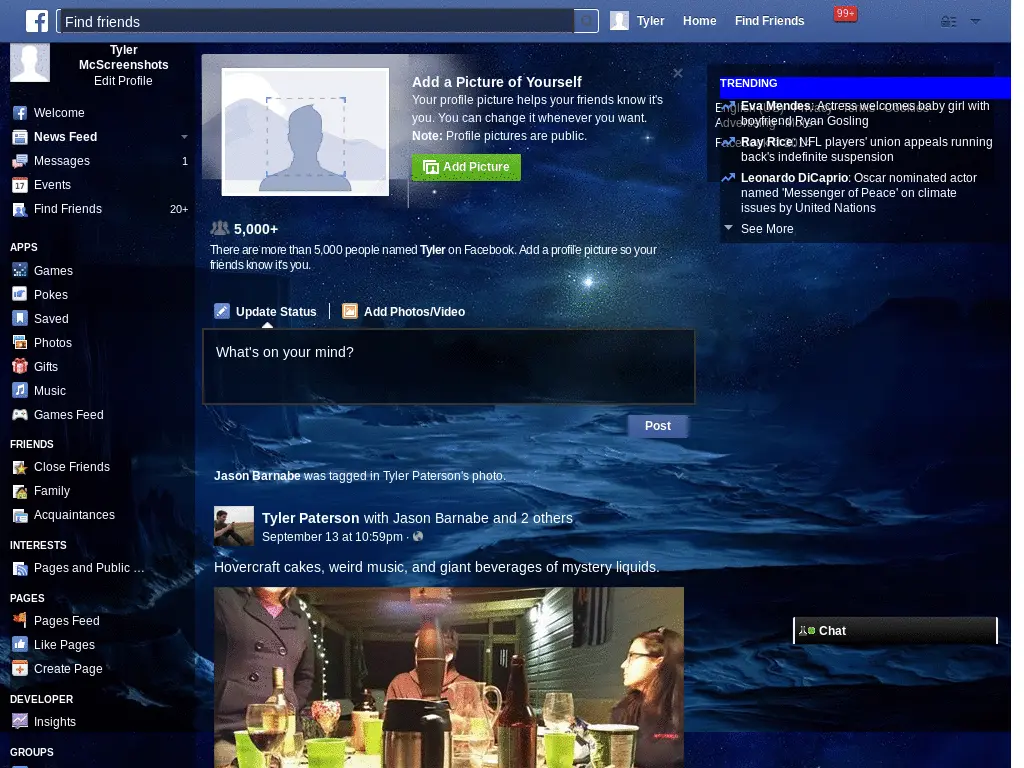 Find friends
Tyler
Home
Find Friends
99+
Tyler
McScreenshots
Edit Profile
Welcome
News Feed
Messages 1
Events
Find Friends 20+
APPS
Games
Pokes
Saved
Photos
Gifts
Music
Games Feed
FRIENDS
Close Friends
Family
Acquaintances
INTERESTS
Pages and Public ...
PAGES
Pages Feed
Like Pages
Create Page
DEVELOPER
Insights
GROUPS
Add a Picture of Yourself
Your profile picture helps your friends know it's
you. You can change it whenever you want.
Note: Profile pictures are public.
Add Picture
5,000+
There are more than 5,000 people named Tyler on Facebook. Add a profile picture so your
friends know it's you.
Update Status
Add Photos/Video
What's on your mind?
Post
Jason Barnabe was tagged in Tyler Paterson's photo.
Tyler Paterson with Jason Barnabe and 2 others
September 13 at 10:59pm ·
Hovercraft cakes, weird music, and giant beverages of mystery liquids.
TRENDING
Eva Mendes: Actress welcomes baby girl with
boyfriend Ryan Gosling
Ray Rice: NFL players' union appeals running
back's indefinite suspension
Leonardo DiCaprio: Oscar nominated actor
named 'Messenger of Peace' on climate
issues by United Nations
See More
Chat